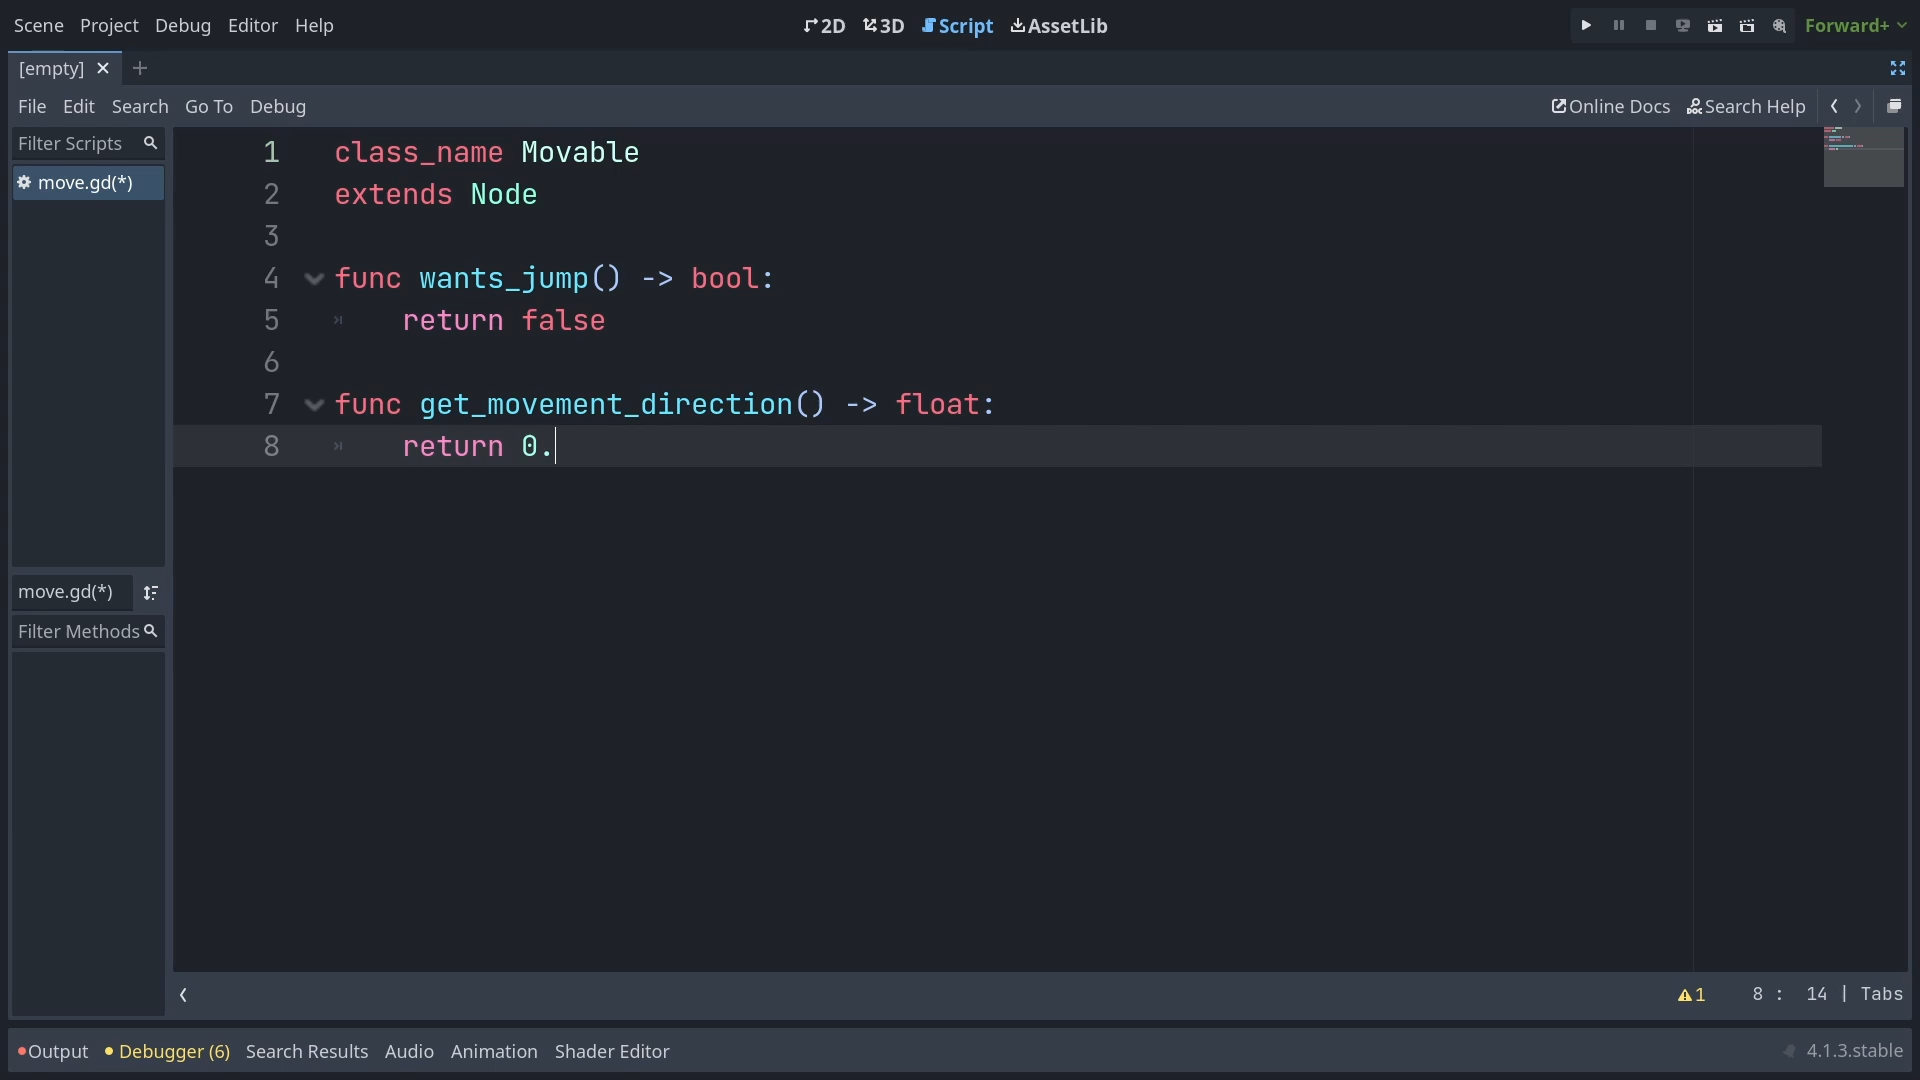 Scene Project Debug Editor Help 2D 3D Script AssetLib Forward+
[empty]
File Edit Search Go To Debug Online Docs Search Help
Filter Scripts
move.gd(*)
1 class_name Movable
2 extends Node
3
4 func wants_jump() -> bool:
5 return false
6
7 func get_movement_direction() -> float:
8 return 0.
move.gd(*)
Filter Methods
1 8 : 14 | Tabs
Output Debugger (6) Search Results Audio Animation Shader Editor 4.1.3.stable